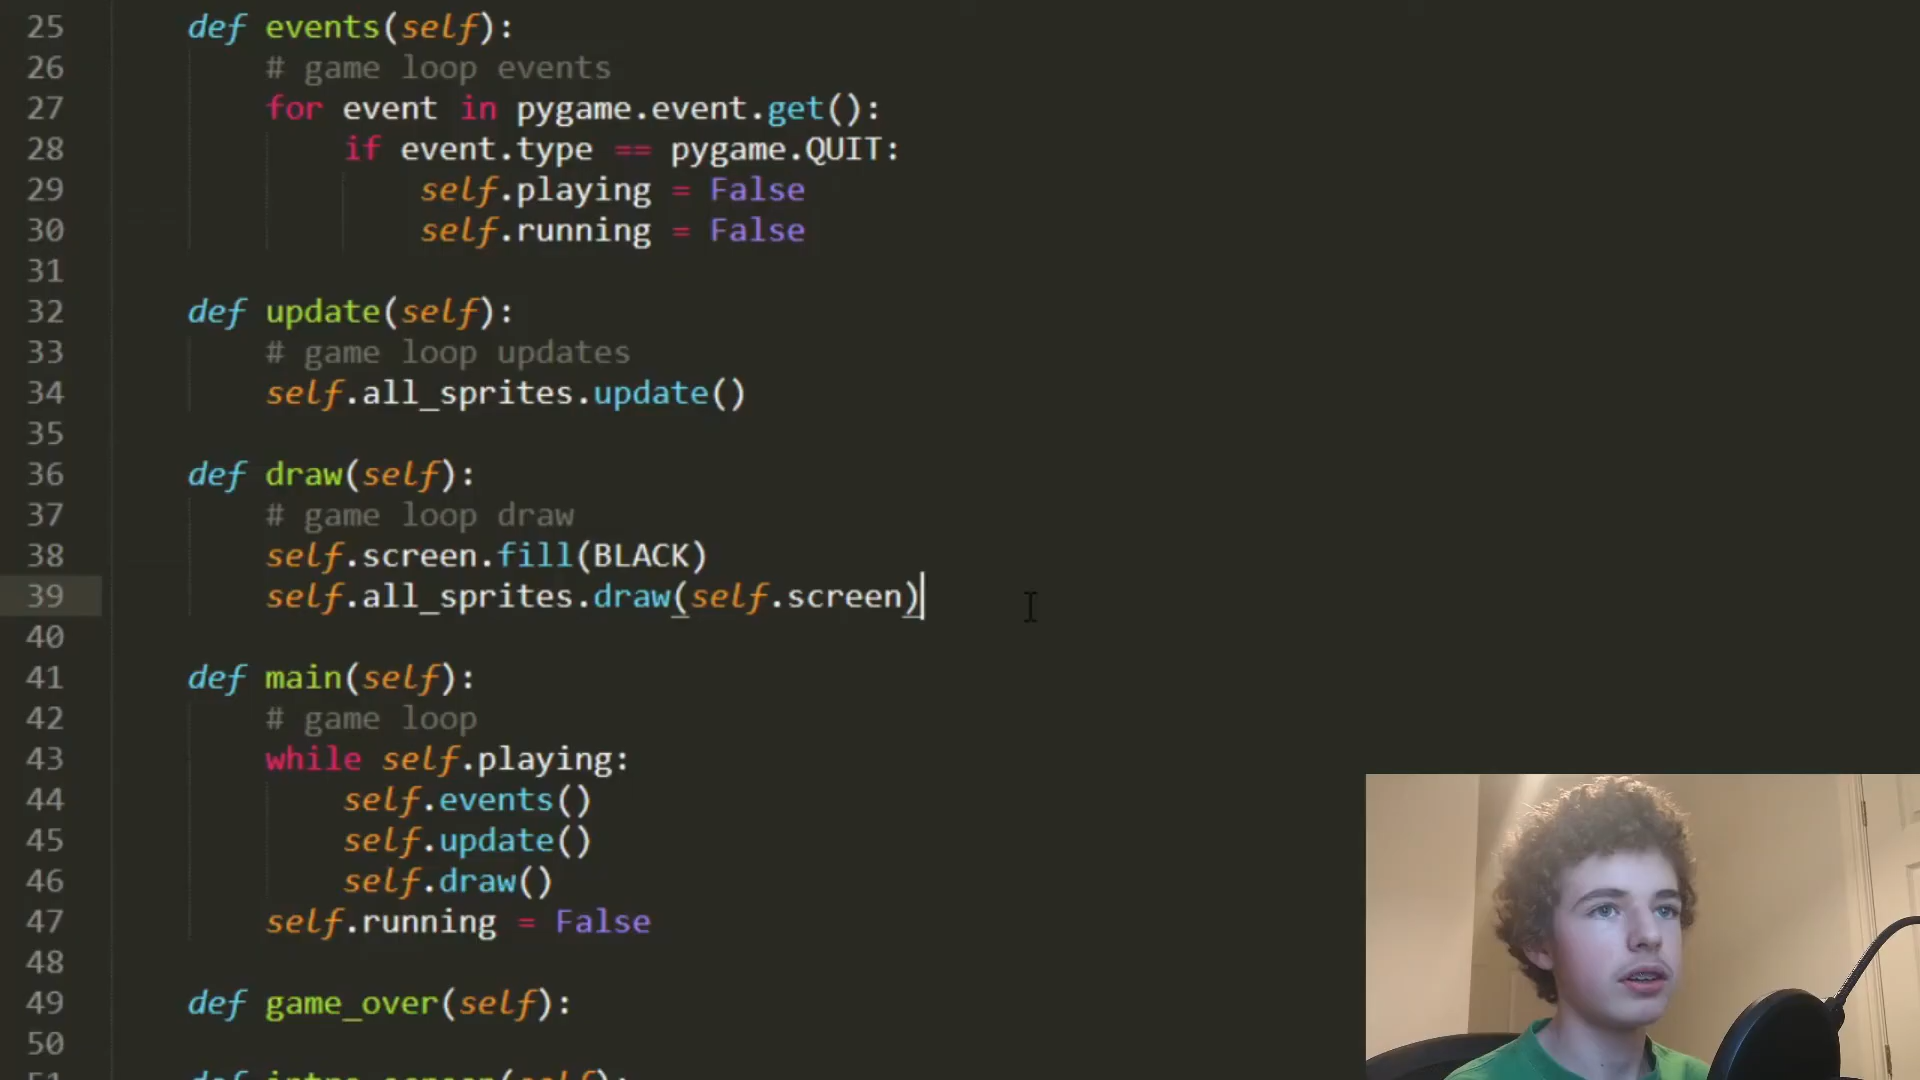 25 def events(self):
26 # game loop events
27 for event in pygame.event.get():
28 if event.type == pygame.QUIT:
29 self.playing = False
30 self.running = False
31
32 def update(self):
33 # game loop updates
34 self.all_sprites.update()
35
36 def draw(self):
37 # game loop draw
38 self.screen.fill(BLACK)
39 self.all_sprites.draw(self.screen)
40
41 def main(self):
42 # game loop
43 while self.playing:
44 self.events()
45 self.update()
46 self.draw()
47 self.running = False
48
49 def game_over(self):
50
51 def intro_screen(self):